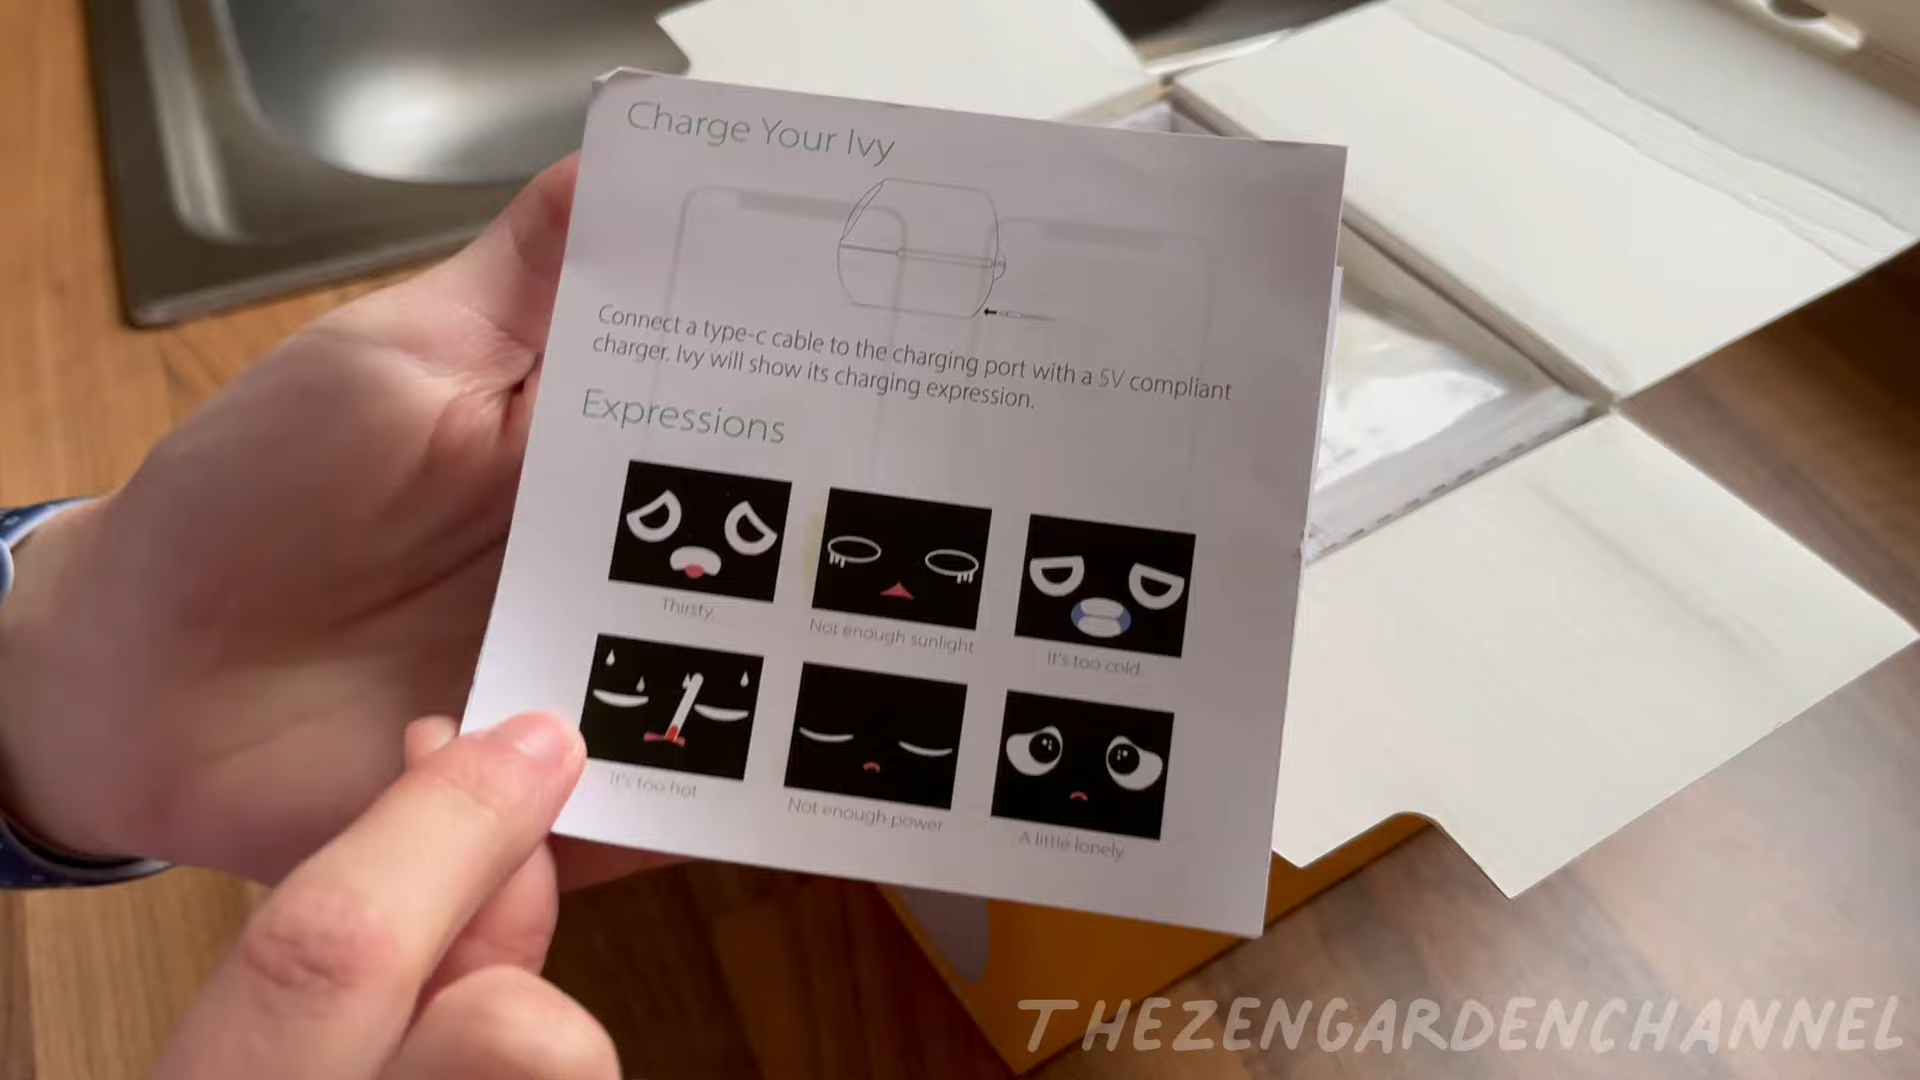 Charge Your Ivy
Connect a type-c cable to the charging port with a 5V compliant
charger. Ivy will show its charging expression.
Expressions
Thirsty
Not enough sunlight
It's too cold
It's too hot
Not enough power
A little lonely
THEZENGARDENCHANNEL